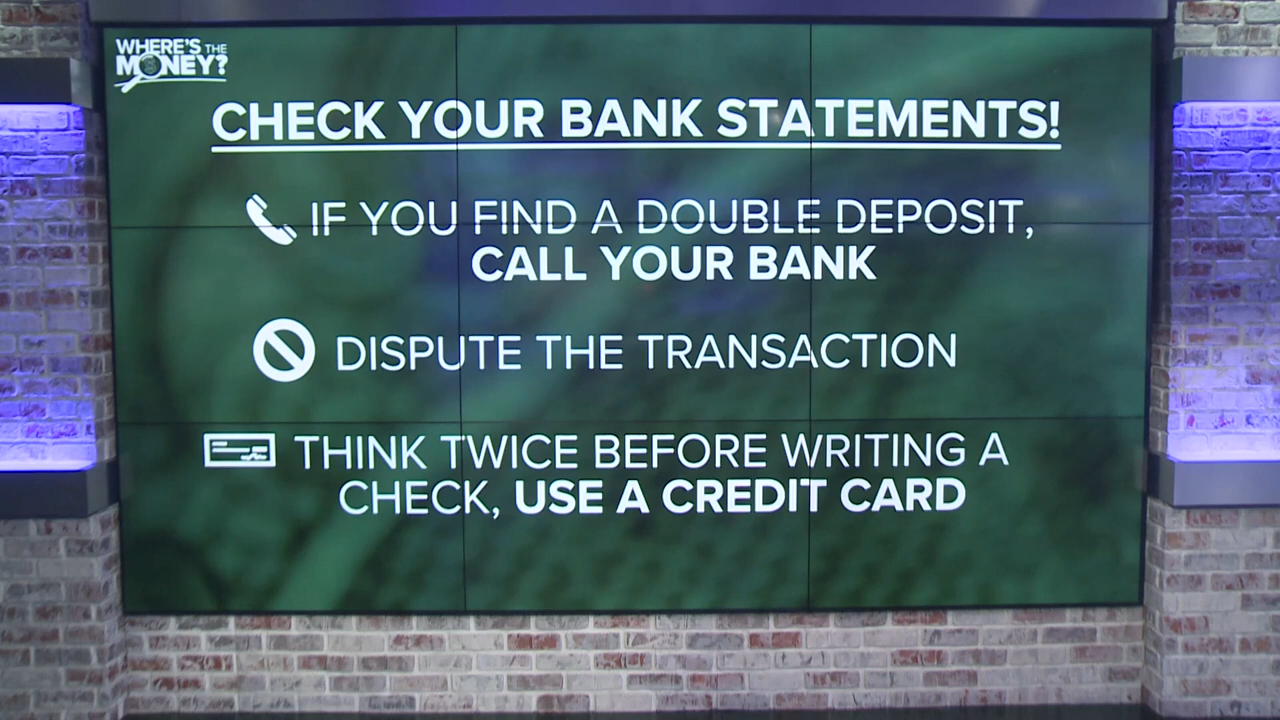 WHERE'S THE
MONEY?
CHECK YOUR BANK STATEMENTS!
IF YOU FIND A DOUBLE DEPOSIT,
CALL YOUR BANK
DISPUTE THE TRANSACTION
THINK TWICE BEFORE WRITING A
CHECK, USE A CREDIT CARD